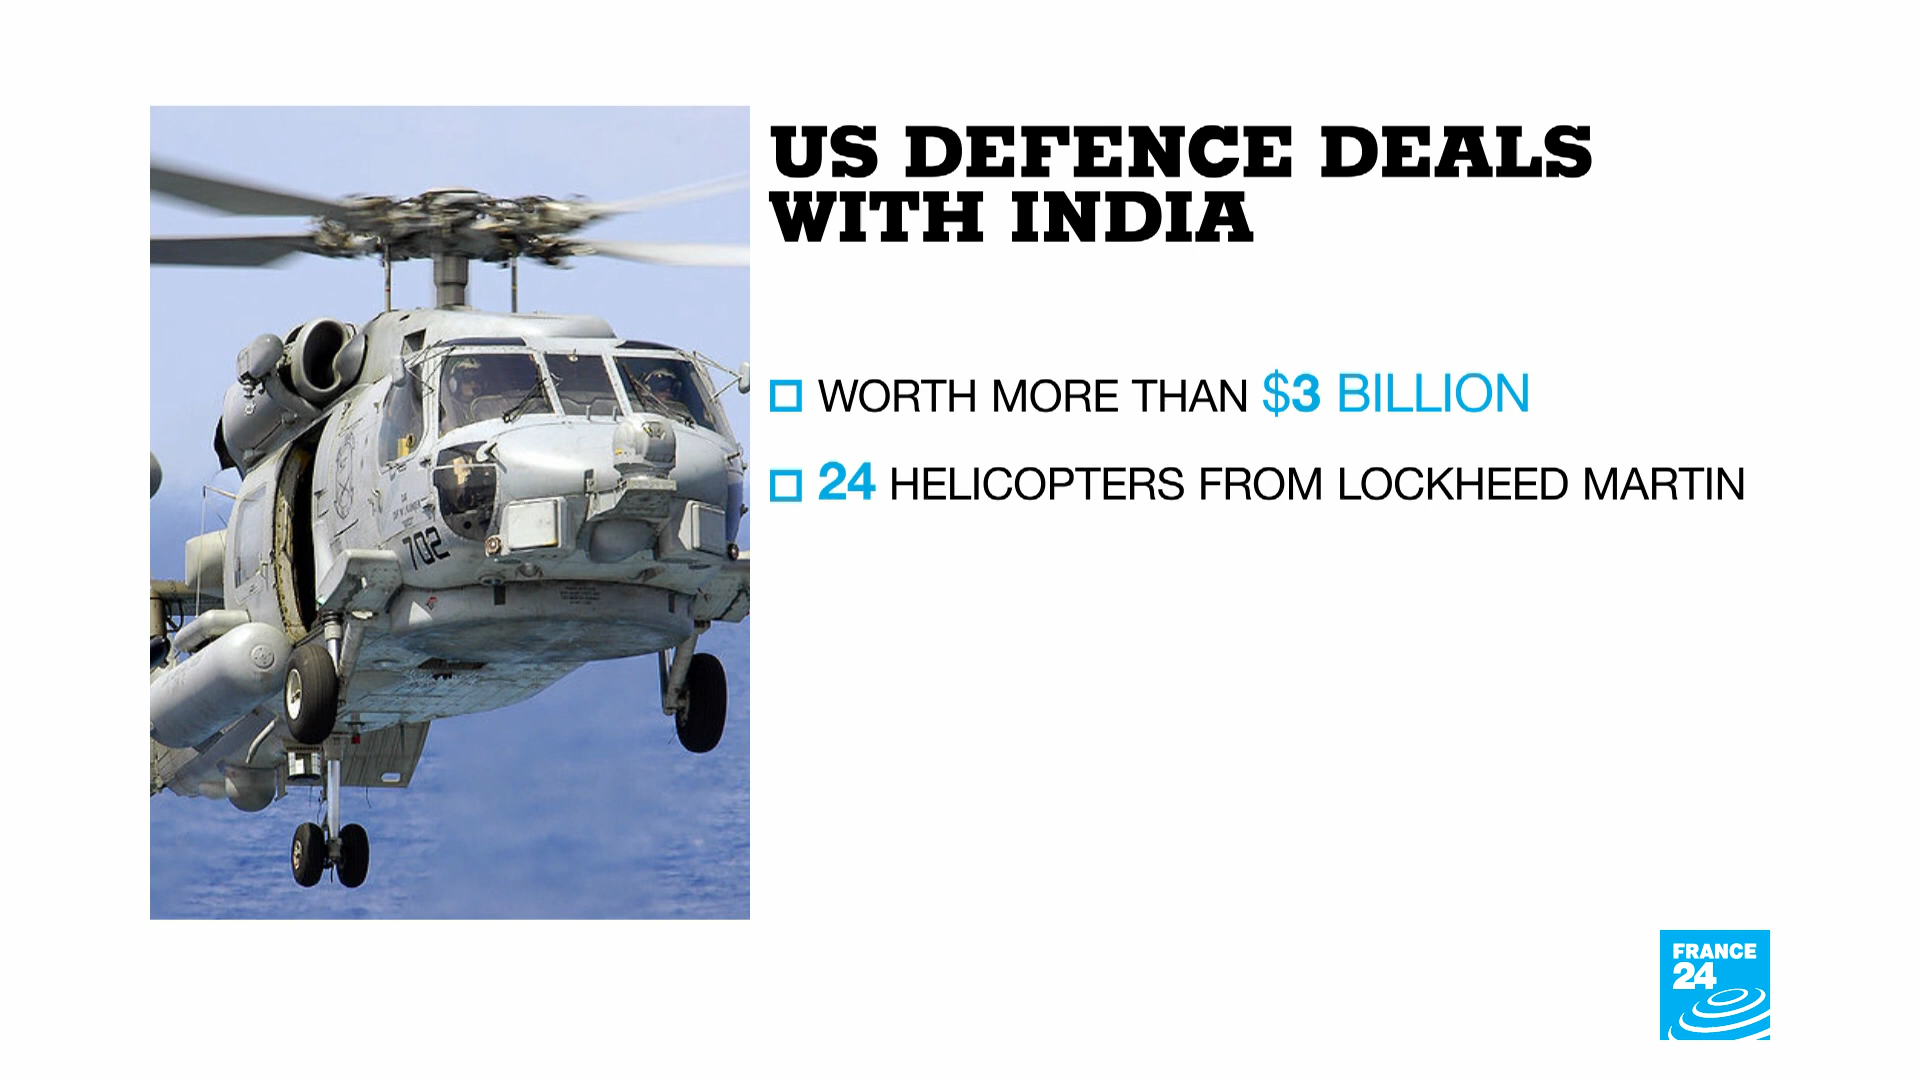 US DEFENCE DEALS
WITH INDIA
WORTH MORE THAN $3 BILLION
24 HELICOPTERS FROM LOCKHEED MARTIN
702
FRANCE
24